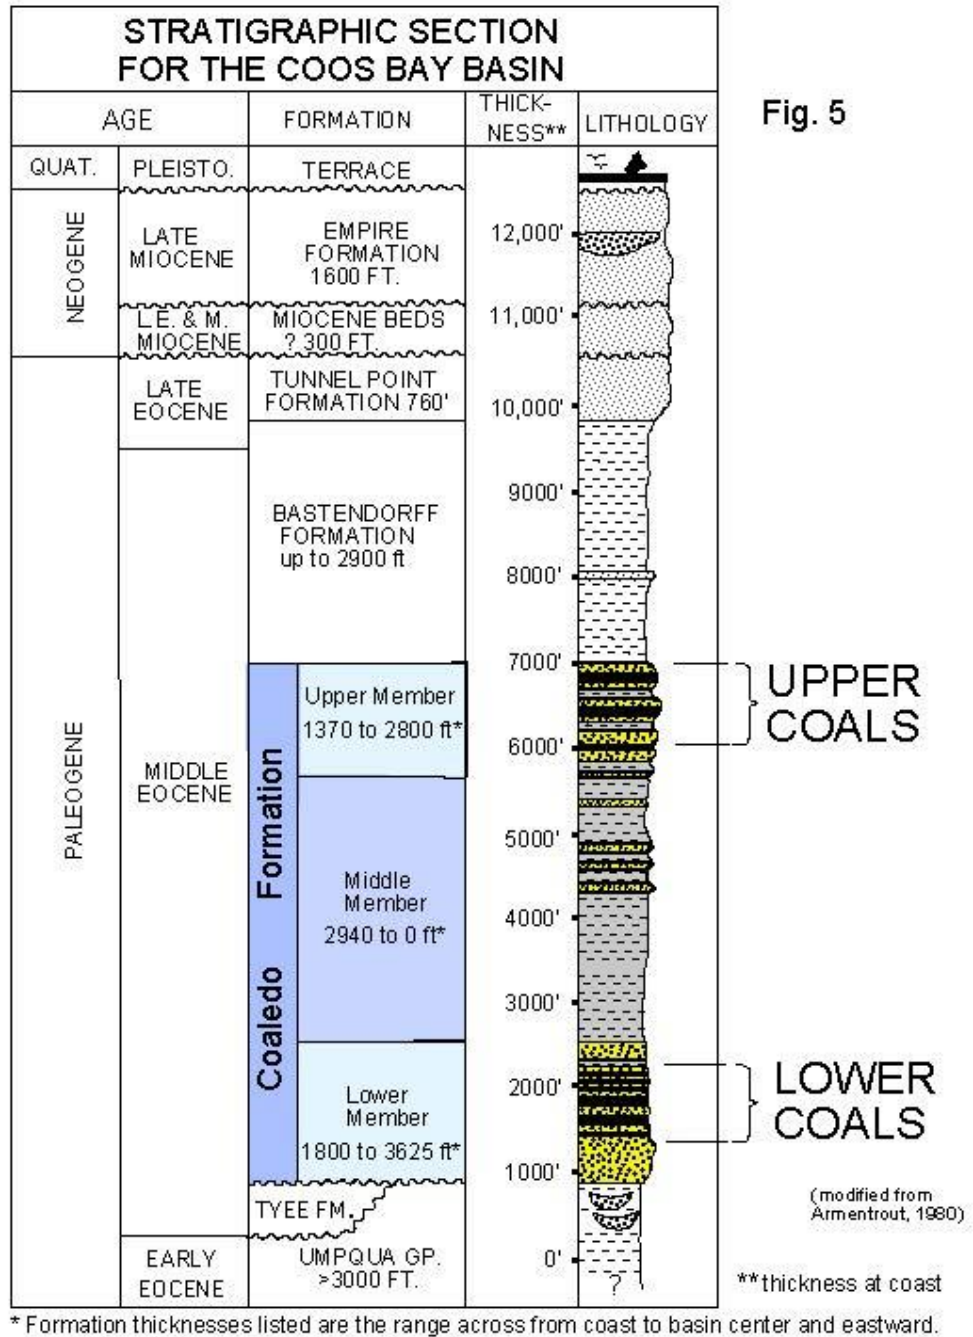 STRATIGRAPHIC SECTION
FOR THE COOS BAY BASIN
Fig. 5
AGE
FORMATION
THICK-
NESS**
LITHOLOGY
QUAT.
PLEISTO.
TERRACE
NEOGENE
LATE
MIOCENE
EMPIRE
FORMATION
1600 FT.
12,000'
L.E. & M.
MIOCENE
MIOCENE BEDS
? 300 FT.
11,000'
PALEOGENE
LATE
EOCENE
TUNNEL POINT
FORMATION 760'
10,000'
BASTENDORFF
FORMATION
up to 2900 ft
9000'
8000'
7000'
MIDDLE
EOCENE
Coaledo Formation
Upper Member
1370 to 2800 ft*
6000'
UPPER
COALS
Middle
Member
2940 to 0 ft*
5000'
4000'
3000'
Lower
Member
1800 to 3625 ft*
2000'
1000'
LOWER
COALS
TYEE FM.
(modified from
Armentrout, 1980)
EARLY
EOCENE
UMPQUA GP.
>3000 FT.
0'
?
**thickness at coast
* Formation thicknesses listed are the range across from coast to basin center and eastward.